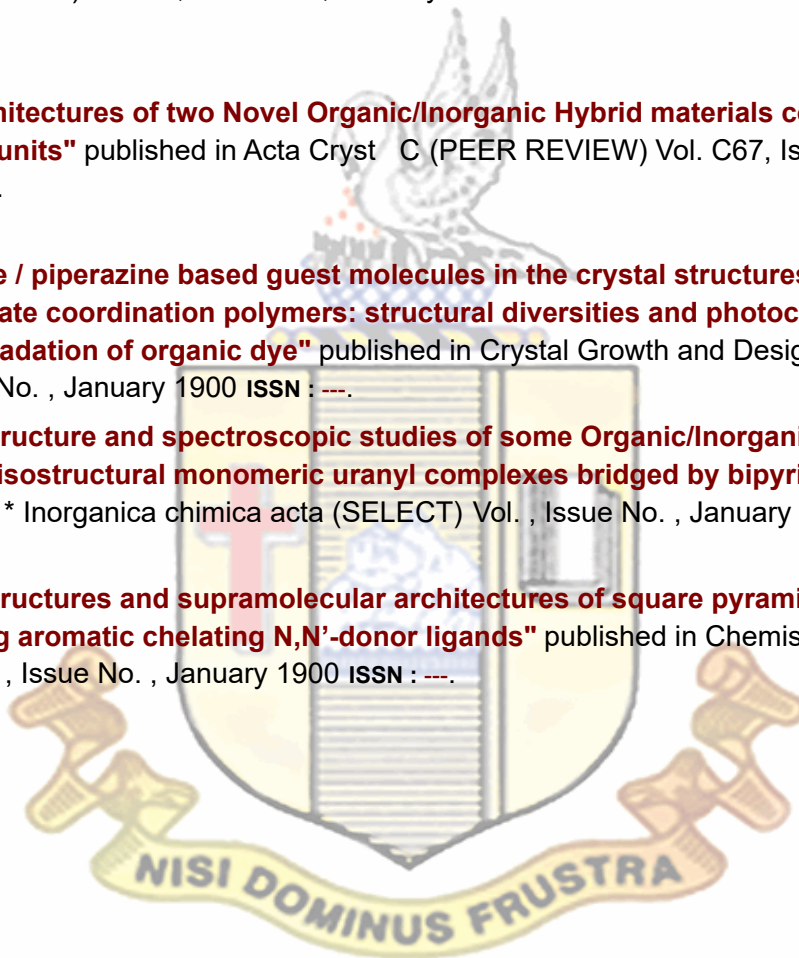 hitectures of two Novel Organic/Inorganic Hybrid materials c
units" published in Acta Cryst C (PEER REVIEW) Vol. C67, Is
.
e / piperazine based guest molecules in the crystal structures
ate coordination polymers: structural diversities and photoc
adation of organic dye" published in Crystal Growth and Desig
No. , January 1900 ISSN : ---.
ructure and spectroscopic studies of some Organic/Inorgani
isostructural monomeric uranyl complexes bridged by bipyri
* Inorganica chimica acta (SELECT) Vol. , Issue No. , January
ructures and supramolecular architectures of square pyrami
g aromatic chelating N,N'-donor ligands" published in Chemis
, Issue No. , January 1900 ISSN : ---.
NISI DOMINUS FRUSTRA